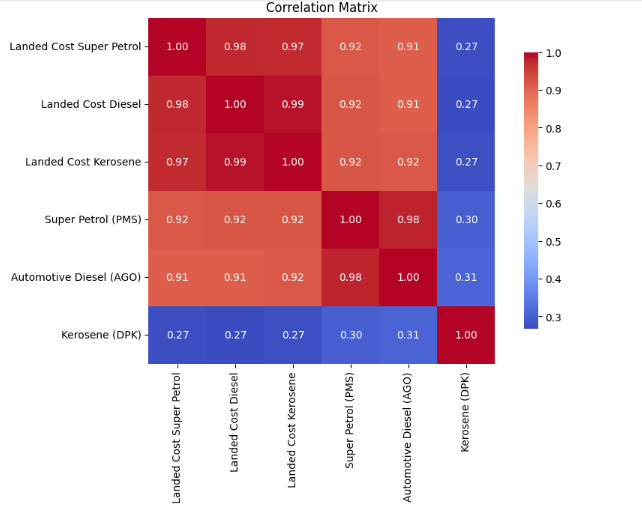 Correlation Matrix
Landed Cost Super Petrol 1.00 0.98 0.97 0.92 0.91 0.27
Landed Cost Diesel 0.98 1.00 0.99 0.92 0.91 0.27
Landed Cost Kerosene 0.97 0.99 1.00 0.92 0.92 0.27
Super Petrol (PMS) 0.92 0.92 0.92 1.00 0.98 0.30
Automotive Diesel (AGO) 0.91 0.91 0.92 0.98 1.00 0.31
Kerosene (DPK) 0.27 0.27 0.27 0.30 0.31 1.00
Landed Cost Super Petrol
Landed Cost Diesel
Landed Cost Kerosene
Super Petrol (PMS)
Automotive Diesel (AGO)
Kerosene (DPK)
1.0
0.9
0.8
0.7
0.6
0.5
0.4
0.3